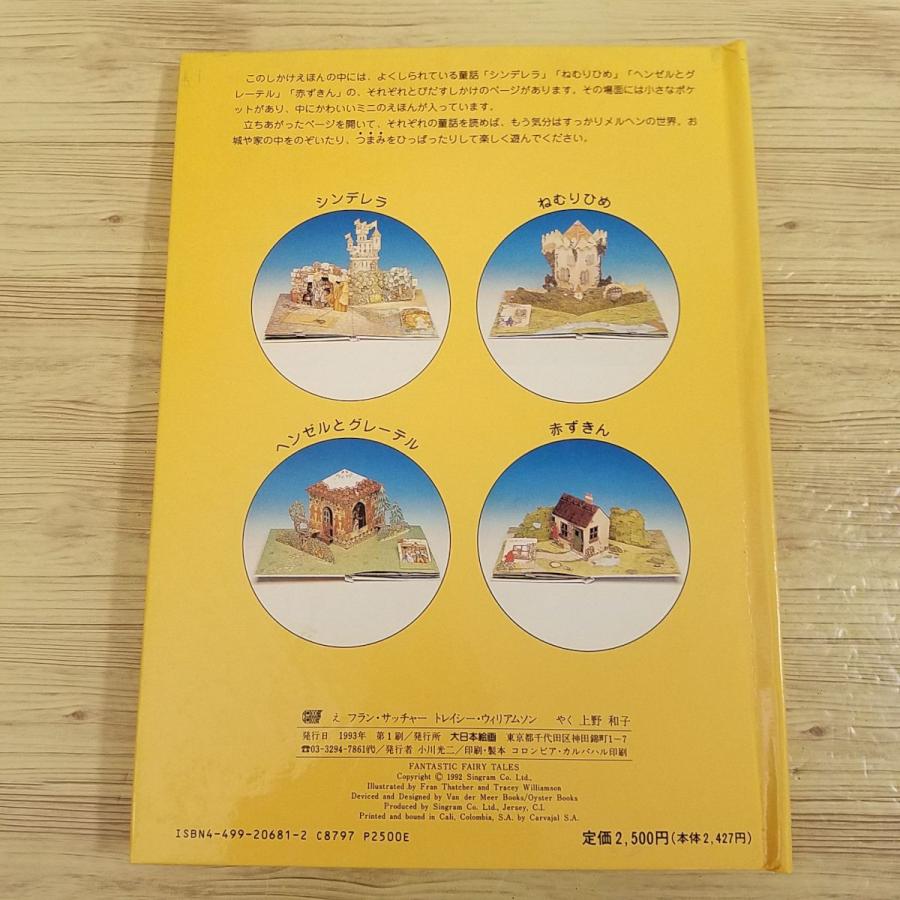 このしかけえほんの中には、よくしられている童話「シンデレラ」「ねむりひめ」「ヘンゼルとグ
レーテル」「赤ずきん」の、それぞれとびだすしかけのページがあります。その場面には小さなポケ
ットがあり、中にかわいいミニのえほんが入っています。
立ちあがったページを開いて、それぞれの童話を読めば、もう気分はすっかりメルヘンの世界。お
城や家の中をのぞいたり、つまみをひっぱったりして楽しく遊んでください。
シンデレラ
ねむりひめ
ヘンゼルとグレーテル
赤ずきん
え フラン・サッチャー トレイシー・ウィリアムソン やく 上野 和子
発行日 1993年 第1刷/発行所 大日本絵画 東京都千代田区神田錦町1-7
☎03-3294-7861代/発行者 小川光二/印刷・製本 コロンビア・カルバハル印刷
FANTASTIC FAIRY TALES
Copyright © 1992 Singram Co. Ltd.,
Illustrated by Fran Thatcher and Tracey Williamson
Deviced and Designed by Van der Meer Books/Oyster Books
Produced by Singram Co. Ltd., Jersey, C.I.
Printed and bound in Cali, Colombia, S.A. by Carvajal S.A.
ISBN4-499-20681-2 C8797 P2500E
定価2,500円(本体2,427円)